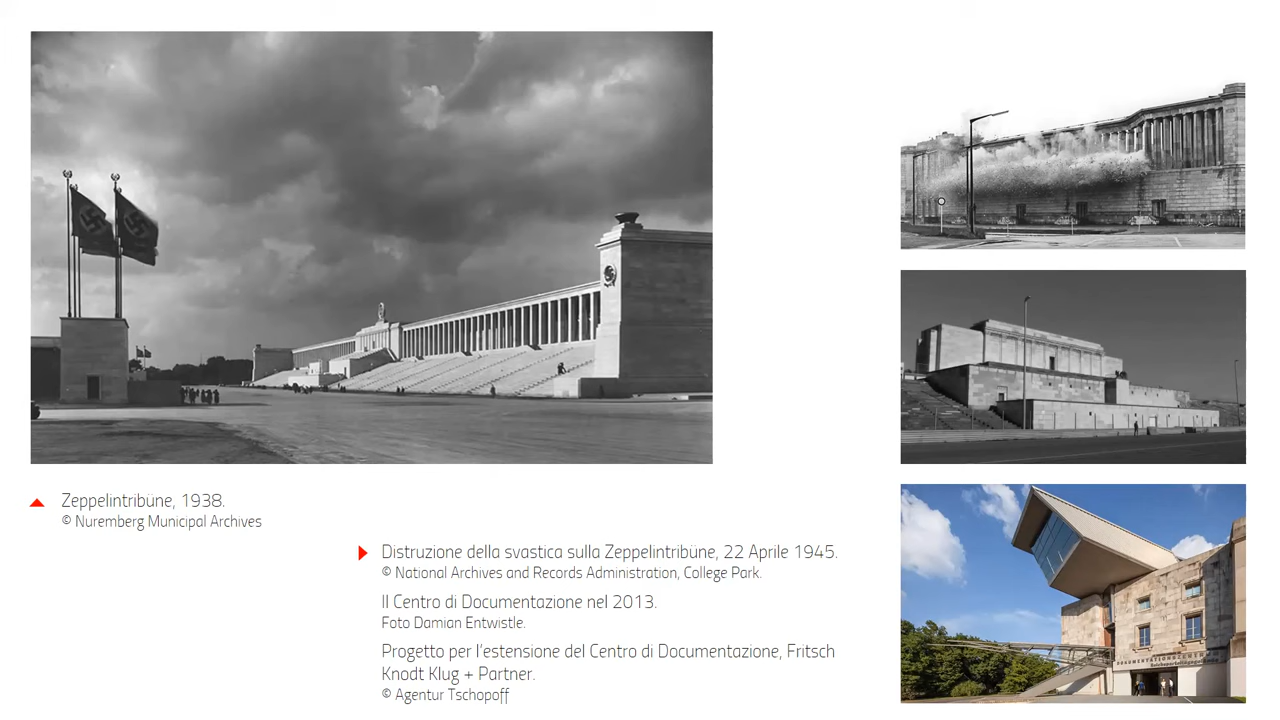 Zeppelintribüne, 1938.
© Nuremberg Municipal Archives
Distruzione della svastica sulla Zeppelintribüne, 22 Aprile 1945.
© National Archives and Records Administration, College Park.
Il Centro di Documentazione nel 2013.
Foto Damian Entwistle.
Progetto per l'estensione del Centro di Documentazione, Fritsch
Knodt Klug + Partner.
© Agentur Tschopoff
DOKUMENTATIONSZENTRUM
Reichsparteitagsgelände